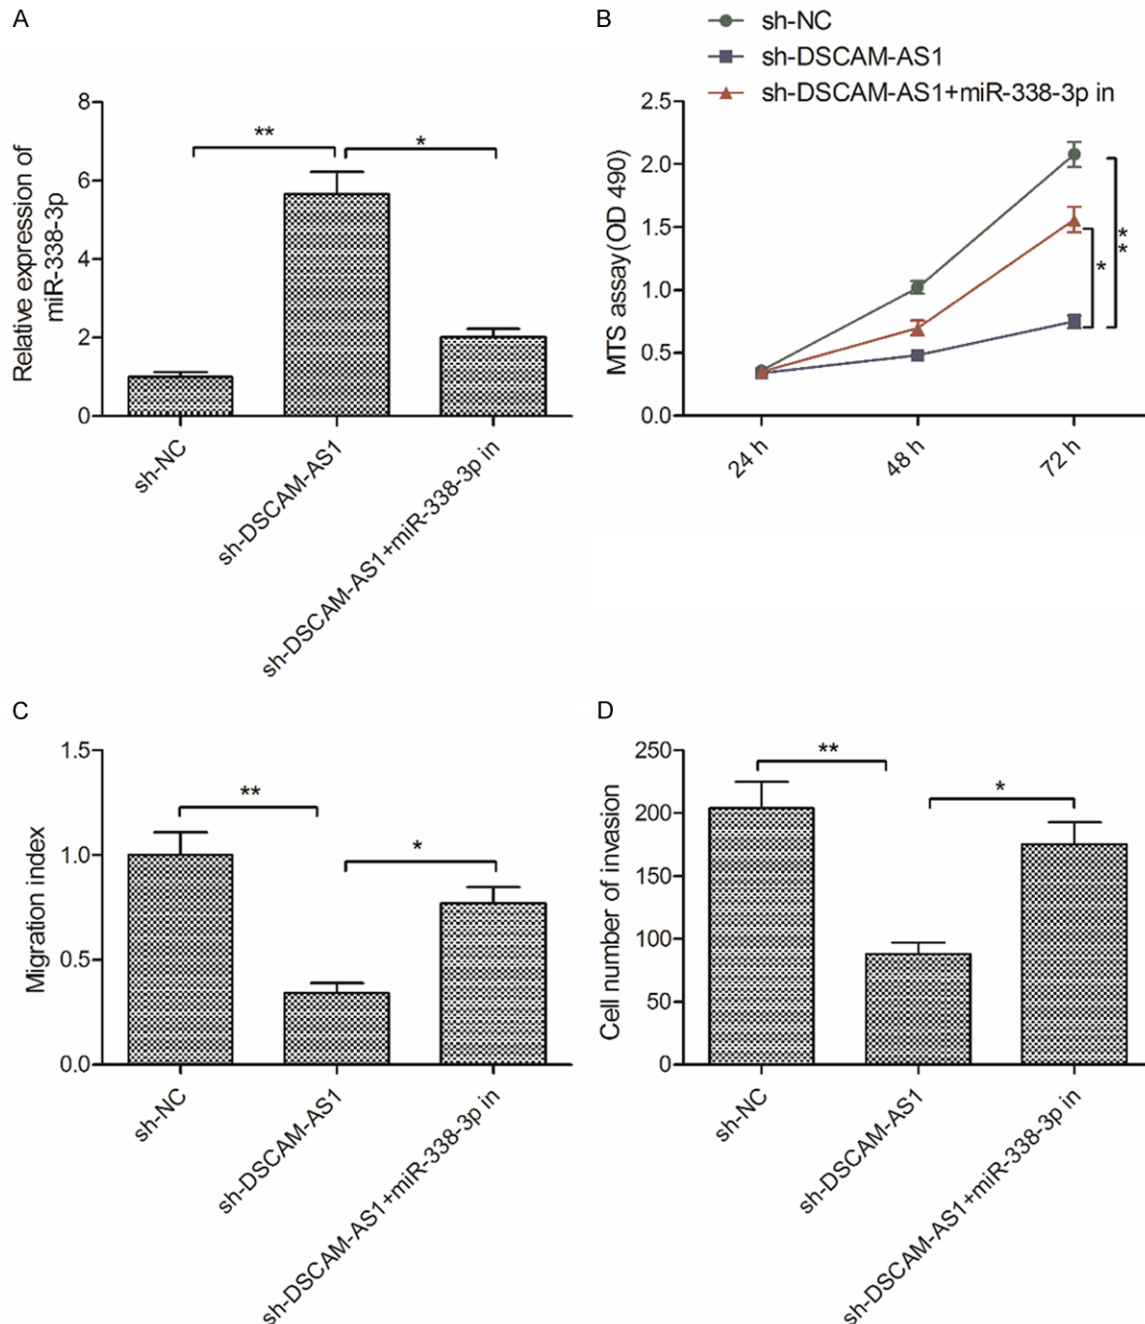 A
Relative expression of
miR-338-3p
8
6
4
2
0
**
*
sh-NC
sh-DSCAM-AS1
sh-DSCAM-AS1+miR-338-3p in
B
sh-NC
sh-DSCAM-AS1
sh-DSCAM-AS1+miR-338-3p in
MTS assay(OD 490)
2.5
2.0
1.5
1.0
0.5
0.0
*
**
24 h
48 h
72 h
C
Migration index
1.5
1.0
0.5
0.0
**
*
sh-NC
sh-DSCAM-AS1
sh-DSCAM-AS1+miR-338-3p in
D
Cell number of invasion
250
200
150
100
50
0
**
*
sh-NC
sh-DSCAM-AS1
sh-DSCAM-AS1+miR-338-3p in